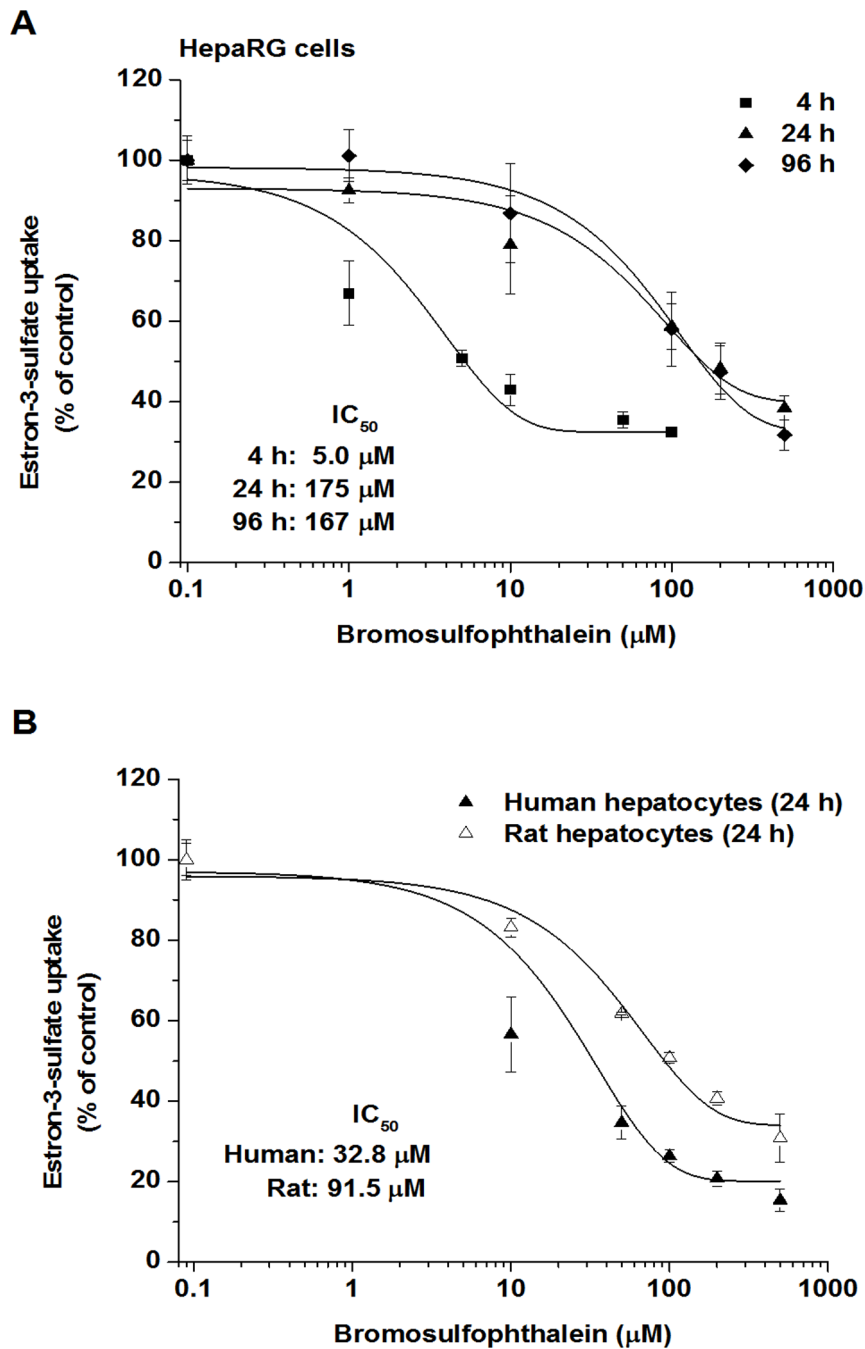 A
HepaRG cells
120
100
80
60
40
20
0
Estron-3-sulfate uptake
(% of control)
4 h
24 h
96 h
IC50
4 h: 5.0 μM
24 h: 175 μM
96 h: 167 μM
0.1 1 10 100 1000
Bromosulfophthalein (μM)
B
120
100
80
60
40
20
0
Estron-3-sulfate uptake
(% of control)
Human hepatocytes (24 h)
Rat hepatocytes (24 h)
IC50
Human: 32.8 μM
Rat: 91.5 μM
0.1 1 10 100 1000
Bromosulfophthalein (μM)